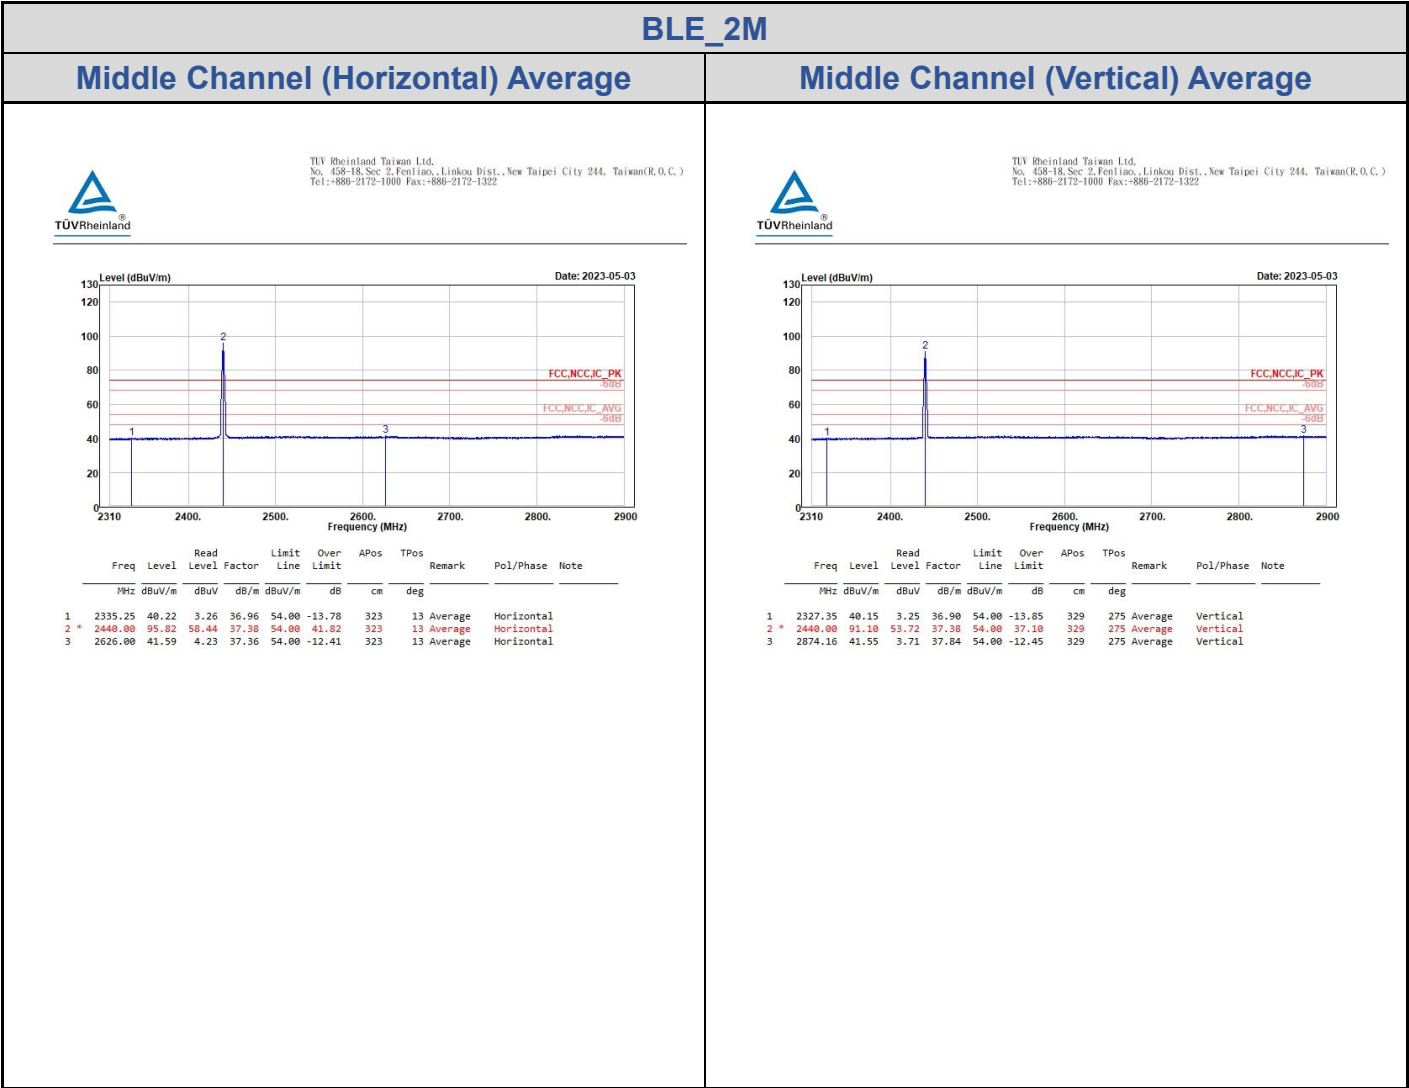 BLE_2M
Middle Channel (Horizontal) Average
Middle Channel (Vertical) Average
TUV Rheinland Taiwan Ltd.
No. 458-18,Sec 2,Fenliao.,Linkou Dist.,New Taipei City 244, Taiwan(R.O.C.)
Tel:+886-2172-1000 Fax:+886-2172-1322
TÜVRheinland®
Level (dBuV/m)
Date: 2023-05-03
130
120
100
80
60
40
20
0
2
1
3
FCC,NCC,IC_PK
-6dB
FCC,NCC,IC_AVG
-6dB
2310 2400. 2500. 2600. 2700. 2800. 2900
Frequency (MHz)
Read Limit Over APos TPos
Freq Level Level Factor Line Limit Remark Pol/Phase Note
MHz dBuV/m dBuV dB/m dBuV/m dB cm deg
1 2335.25 40.22 3.26 36.96 54.00 -13.78 323 13 Average Horizontal
2 * 2440.00 95.82 58.44 37.38 54.00 41.82 323 13 Average Horizontal
3 2626.00 41.59 4.23 37.36 54.00 -12.41 323 13 Average Horizontal
TUV Rheinland Taiwan Ltd.
No. 458-18,Sec 2,Fenliao.,Linkou Dist.,New Taipei City 244, Taiwan(R.O.C.)
Tel:+886-2172-1000 Fax:+886-2172-1322
TÜVRheinland®
Level (dBuV/m)
Date: 2023-05-03
130
120
100
80
60
40
20
0
2
1
3
FCC,NCC,IC_PK
-6dB
FCC,NCC,IC_AVG
-6dB
2310 2400. 2500. 2600. 2700. 2800. 2900
Frequency (MHz)
Read Limit Over APos TPos
Freq Level Level Factor Line Limit Remark Pol/Phase Note
MHz dBuV/m dBuV dB/m dBuV/m dB cm deg
1 2327.35 40.15 3.25 36.90 54.00 -13.85 329 275 Average Vertical
2 * 2440.00 91.10 53.72 37.38 54.00 37.10 329 275 Average Vertical
3 2874.16 41.55 3.71 37.84 54.00 -12.45 329 275 Average Vertical